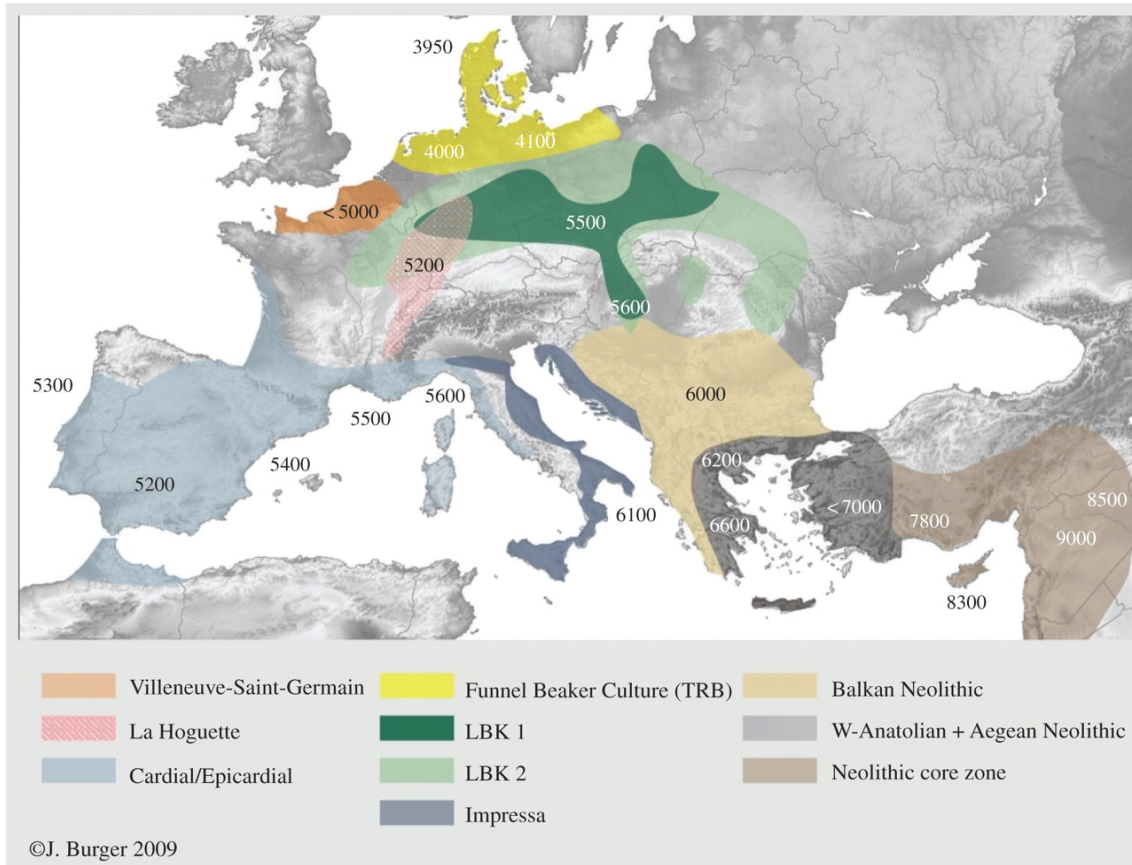 3950
4000
4100
< 5000
5500
5200
5600
5300
5600
5500
6000
5400
5200
6200
6100
6600
< 7000
7800
8500
9000
8300
Villeneuve-Saint-Germain
La Hoguette
Cardial/Epicardial
Funnel Beaker Culture (TRB)
LBK 1
LBK 2
Impressa
Balkan Neolithic
W-Anatolian + Aegean Neolithic
Neolithic core zone
©J. Burger 2009